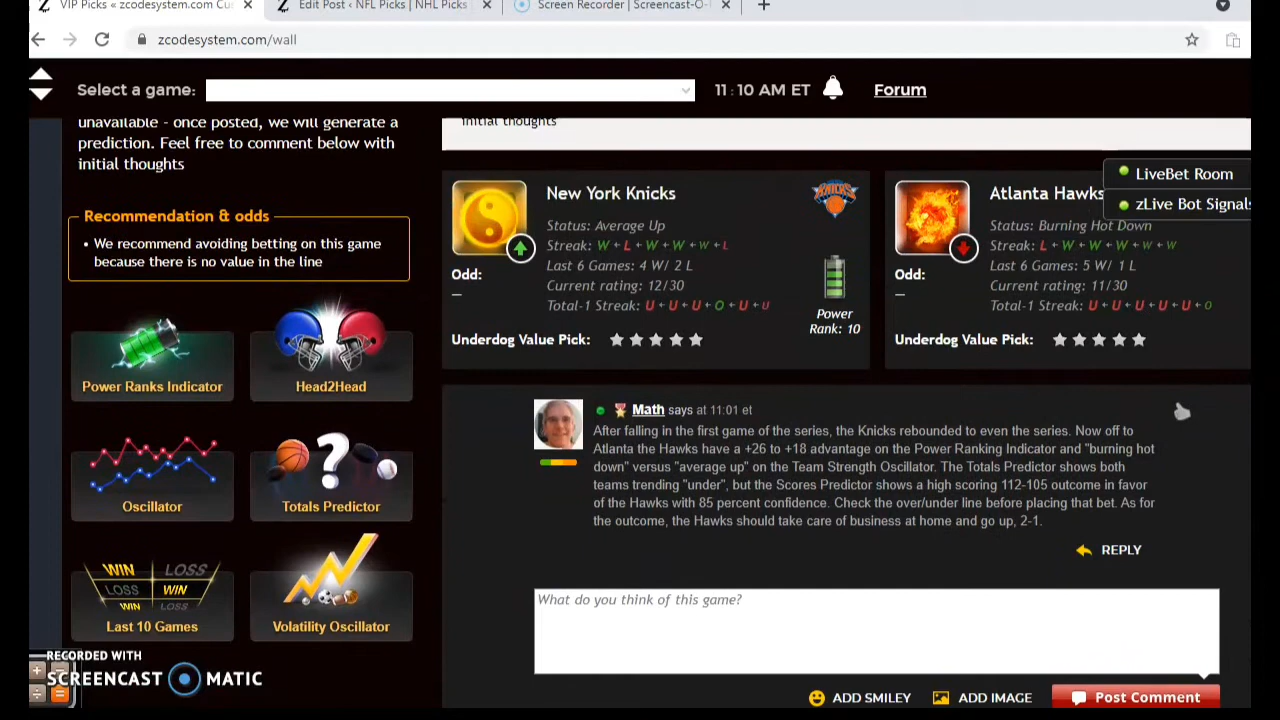 VIP Picks « zcodesystem.com Cur
Edit Post ‹ NFL Picks | NHL Picks
Screen Recorder | Screencast-O-
zcodesystem.com/wall
Select a game:
11:10 AM ET
Forum
unavailable - once posted, we will generate a
prediction. Feel free to comment below with
initial thoughts
initial thoughts
LiveBet Room
zLive Bot Signals
Recommendation & odds
• We recommend avoiding betting on this game
because there is no value in the line
New York Knicks
Status: Average Up
Streak: W - L - W - W - W - L
Last 6 Games: 4 W/ 2 L
Current rating: 12/30
Total-1 Streak: U - U - U - O - U - U
Odd:
—
Underdog Value Pick:
KNICKS
Power
Rank: 10
Atlanta Hawks
Status: Burning Hot Down
Streak: L - W - W - W - W - W
Last 6 Games: 5 W/ 1 L
Current rating: 11/30
Total-1 Streak: U - U - U - U - U - O
Odd:
—
Underdog Value Pick:
Power Ranks Indicator
Head2Head
Oscillator
Totals Predictor
WIN LOSS
LOSS WIN
WIN LOSS
Last 10 Games
Volatility Oscillator
Math says at 11:01 et
After falling in the first game of the series, the Knicks rebounded to even the series. Now off to
Atlanta the Hawks have a +26 to +18 advantage on the Power Ranking Indicator and "burning hot
down" versus "average up" on the Team Strength Oscillator. The Totals Predictor shows both
teams trending "under", but the Scores Predictor shows a high scoring 112-105 outcome in favor
of the Hawks with 85 percent confidence. Check the over/under line before placing that bet. As for
the outcome, the Hawks should take care of business at home and go up, 2-1.
REPLY
What do you think of this game?
ADD SMILEY
ADD IMAGE
Post Comment
RECORDED WITH
SCREENCAST MATIC